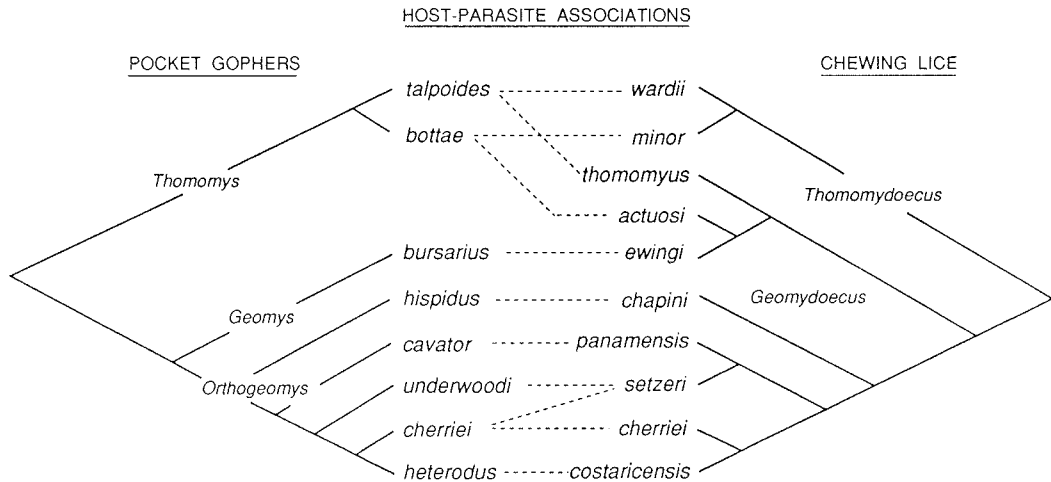 HOST-PARASITE ASSOCIATIONS
POCKET GOPHERS
CHEWING LICE
talpoides
wardii
bottae
minor
Thomomys
thomomyus
Thomomydoecus
actuosi
bursarius
ewingi
Geomys
hispidus
chapini
Geomydoecus
cavator
panamensis
Orthogeomys
underwoodi
setzeri
cherriei
cherriei
heterodus
costaricensis